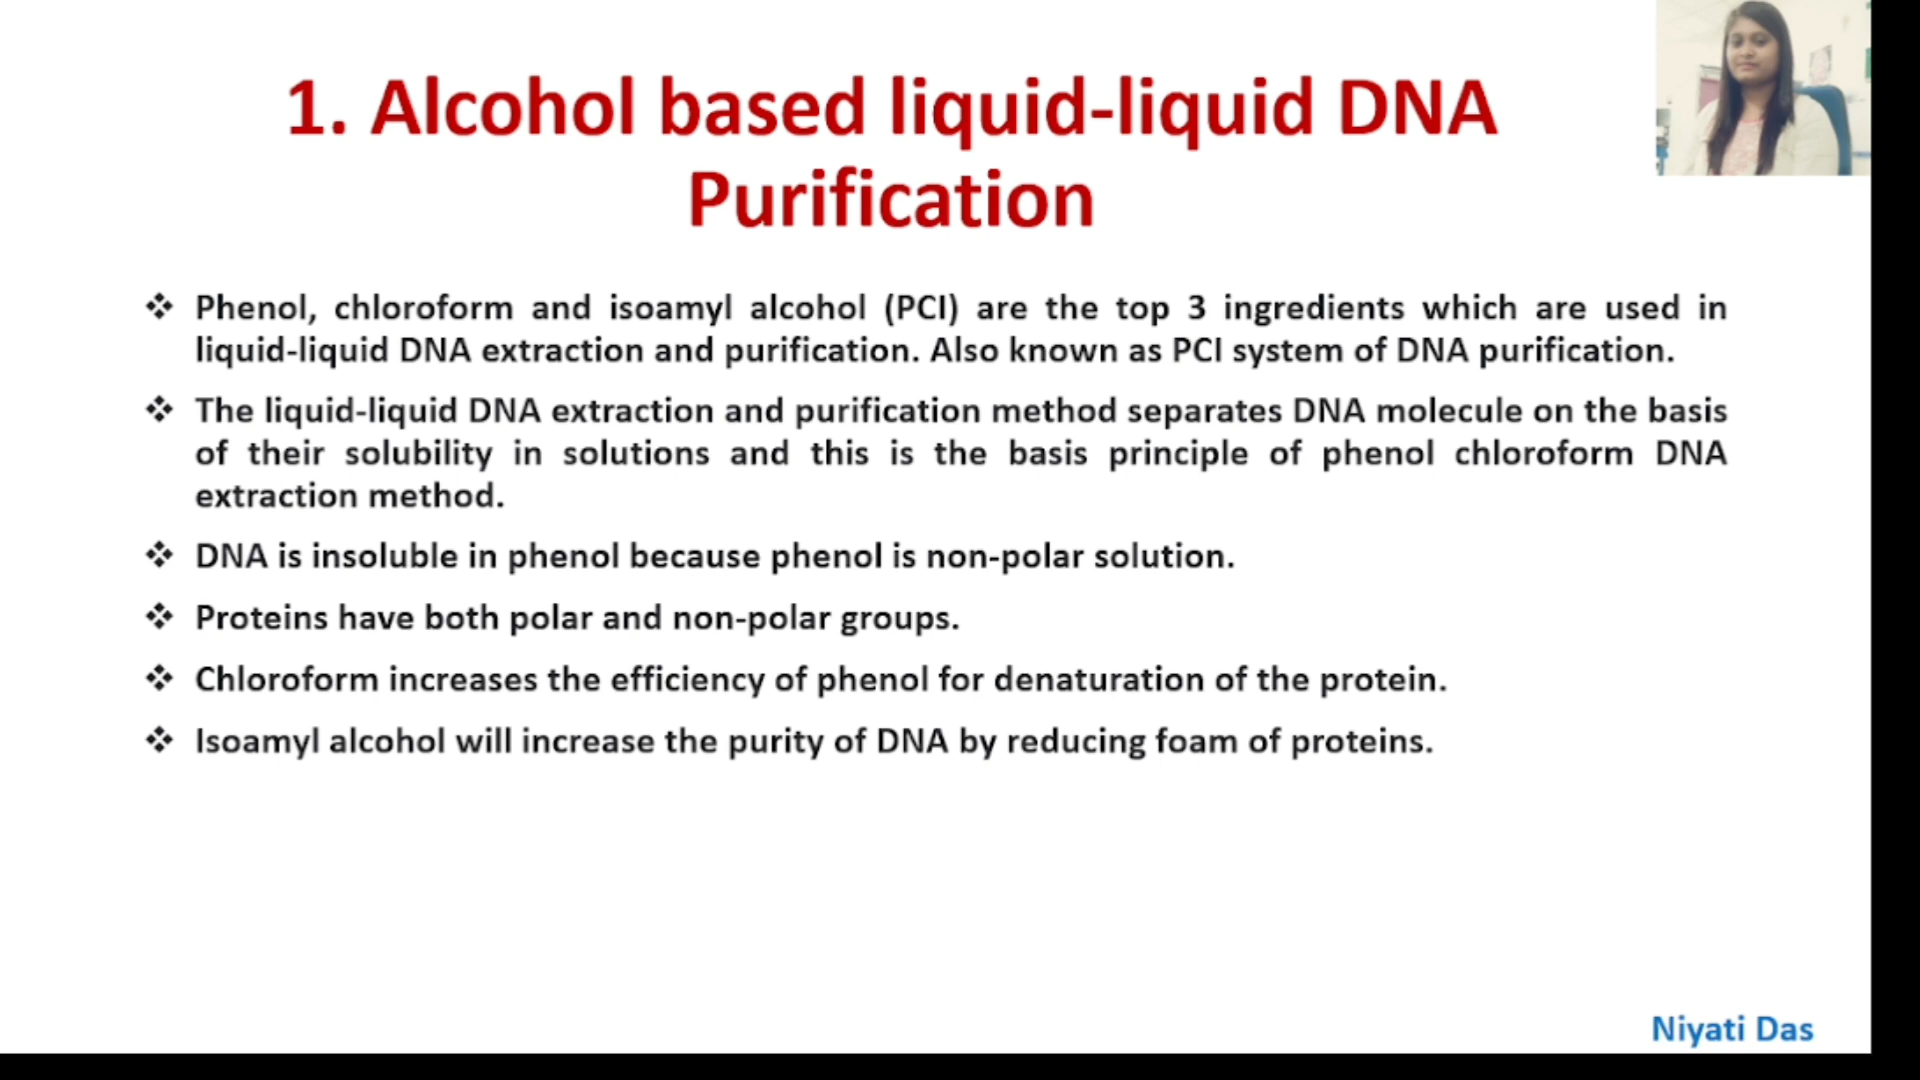 1. Alcohol based liquid-liquid DNA
Purification
❖ Phenol, chloroform and isoamyl alcohol (PCI) are the top 3 ingredients which are used in
liquid-liquid DNA extraction and purification. Also known as PCI system of DNA purification.
❖ The liquid-liquid DNA extraction and purification method separates DNA molecule on the basis
of their solubility in solutions and this is the basis principle of phenol chloroform DNA
extraction method.
❖ DNA is insoluble in phenol because phenol is non-polar solution.
❖ Proteins have both polar and non-polar groups.
❖ Chloroform increases the efficiency of phenol for denaturation of the protein.
❖ Isoamyl alcohol will increase the purity of DNA by reducing foam of proteins.
Niyati Das